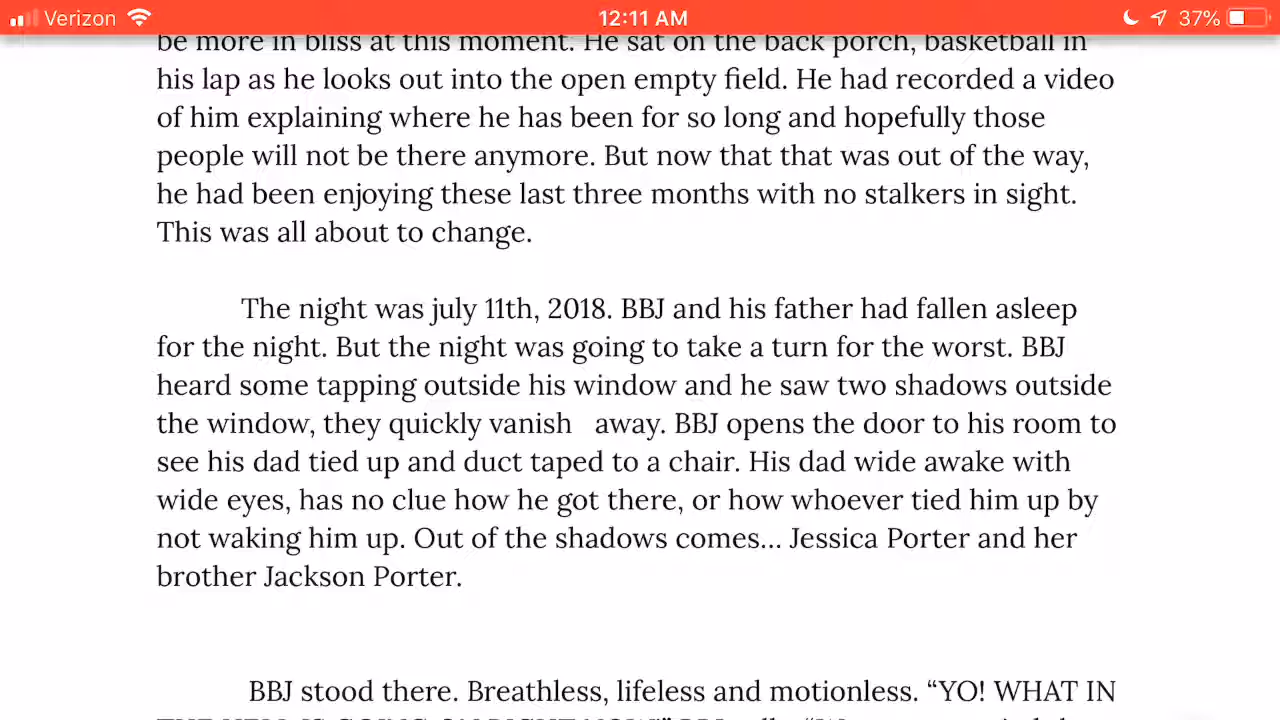 Verizon 12:11 AM 37%
be more in bliss at this moment. He sat on the back porch, basketball in
his lap as he looks out into the open empty field. He had recorded a video
of him explaining where he has been for so long and hopefully those
people will not be there anymore. But now that that was out of the way,
he had been enjoying these last three months with no stalkers in sight.
This was all about to change.
The night was july 11th, 2018. BBJ and his father had fallen asleep
for the night. But the night was going to take a turn for the worst. BBJ
heard some tapping outside his window and he saw two shadows outside
the window, they quickly vanish away. BBJ opens the door to his room to
see his dad tied up and duct taped to a chair. His dad wide awake with
wide eyes, has no clue how he got there, or how whoever tied him up by
not waking him up. Out of the shadows comes... Jessica Porter and her
brother Jackson Porter.
BBJ stood there. Breathless, lifeless and motionless. “YO! WHAT IN